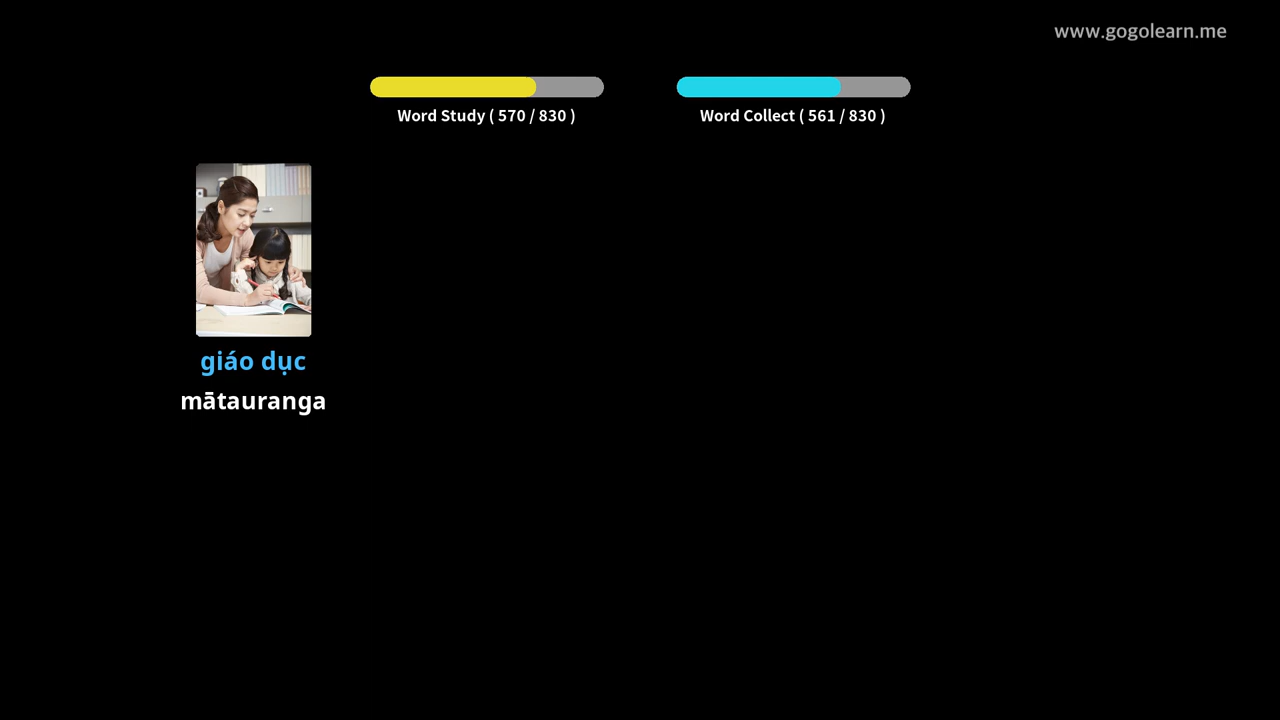 www.gogolearn.me
Word Study ( 570 / 830 )
Word Collect ( 561 / 830 )
giáo dục
mātauranga